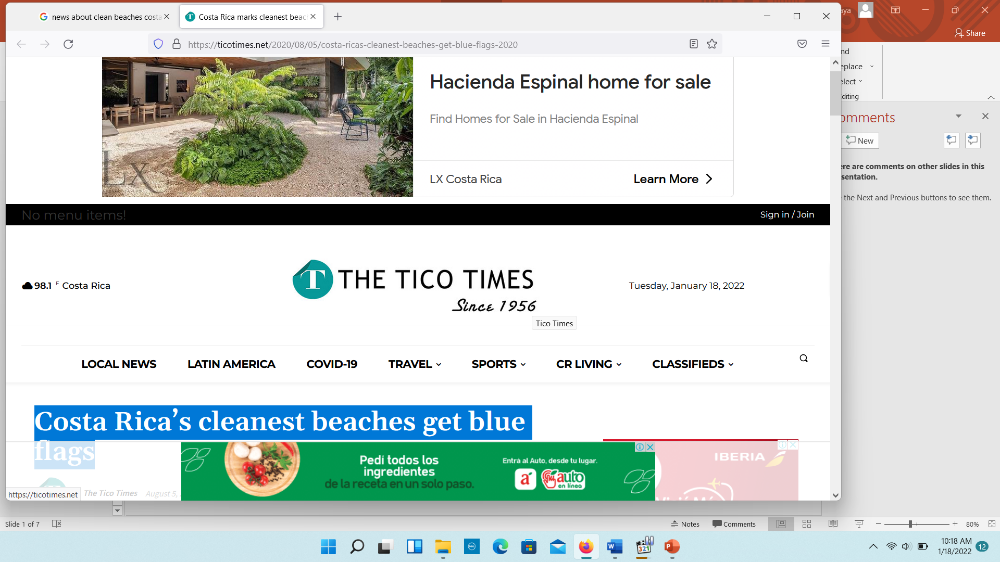 news about clean beaches costa
Costa Rica marks cleanest beac
https://ticotimes.net/2020/08/05/costa-ricas-cleanest-beaches-get-blue-flags-2020
aya
Share
nd
eplace
elect
diting
omments
New
ere are comments on other slides in this
sentation.
the Next and Previous buttons to see them.
LX
Hacienda Espinal home for sale
Find Homes for Sale in Hacienda Espinal
LX Costa Rica
Learn More
No menu items!
Sign in / Join
98.1 F Costa Rica
T THE TICO TIMES
Since 1956
Tico Times
Tuesday, January 18, 2022
LOCAL NEWS
LATIN AMERICA
COVID-19
TRAVEL
SPORTS
CR LIVING
CLASSIFIEDS
Costa Rica's cleanest beaches get blue
flags
The Tico Times August 5,
https://ticotimes.net
Pedí todos los
ingredientes
de la receta en un solo paso.
Entrá al Auto, desde tu lugar.
a
auto
en línea
IBERIA
Slide 1 of 7
Notes
Comments
80%
DELL
W
321
P
10:18 AM
1/18/2022
12